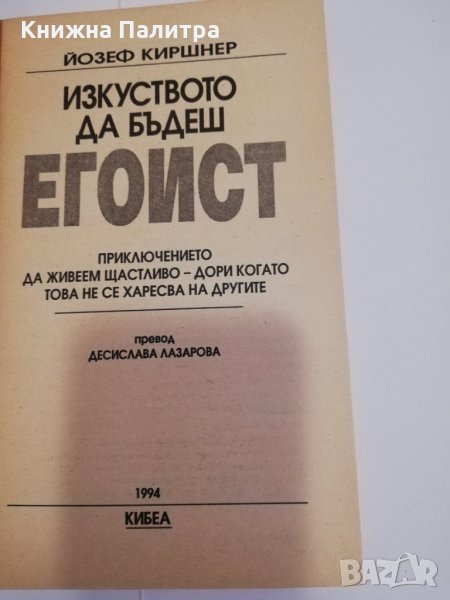 Книжна Палитра
ЙОЗЕФ КИРШНЕР
ИЗКУСТВОТО
ДА БЪДЕШ
ЕГОИСТ
ПРИКЛЮЧЕНИЕТО
ДА ЖИВЕЕМ ЩАСТЛИВО – ДОРИ КОГАТО
ТОВА НЕ СЕ ХАРЕСВА НА ДРУГИТЕ
превод
ДЕСИСЛАВА ЛАЗАРОВА
1994
КИБЕА
BAZAR